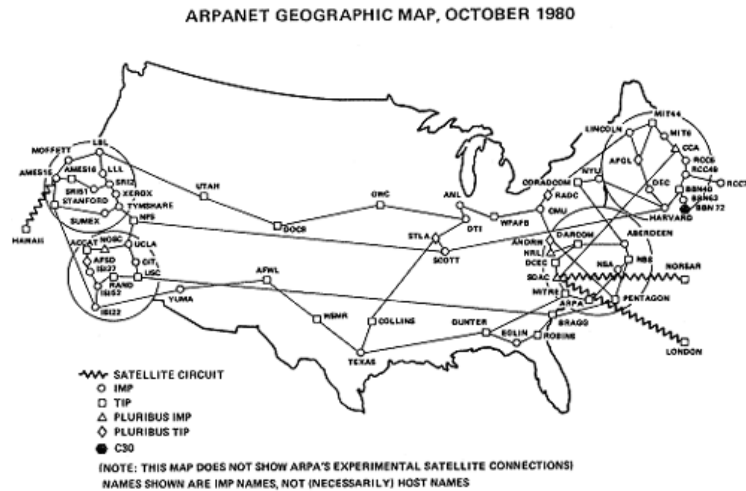 ARPANET GEOGRAPHIC MAP, OCTOBER 1980
MIT44
LINCOLN
MIT6
CCA
LBL
MOFFETT
AMES15
AMES16
LLL
SRI2
SRI51
XEROX
STANFORD
TYMSHARE
SUMEX
NPS
HAWAII
UTAH
DOCB
GWC
ANL
DTI
WPAFB
STLA
SCOTT
CORADCOM
NYU
RADC
CMU
AFGL
DEC
RCC5
RCC49
BBN40
BBN63
BBN72
HARVARD
ABERDEEN
DARCOM
ANDRW
NRL
DCEC
SDAC
NSA
NBS
NORSAR
MITRE
ARPA
PENTAGON
LONDON
ACCAT
NOSC
UCLA
AFSD
CIT
ISI27
RAND
USC
ISI52
ISI22
YUMA
AFWL
WSMR
COLLINS
TEXAS
GUNTER
EGLIN
ROBINS
BRAGG
SATELLITE CIRCUIT
IMP
TIP
PLURIBUS IMP
PLURIBUS TIP
C30
(NOTE: THIS MAP DOES NOT SHOW ARPA'S EXPERIMENTAL SATELLITE CONNECTIONS)
NAMES SHOWN ARE IMP NAMES, NOT (NECESSARILY) HOST NAMES